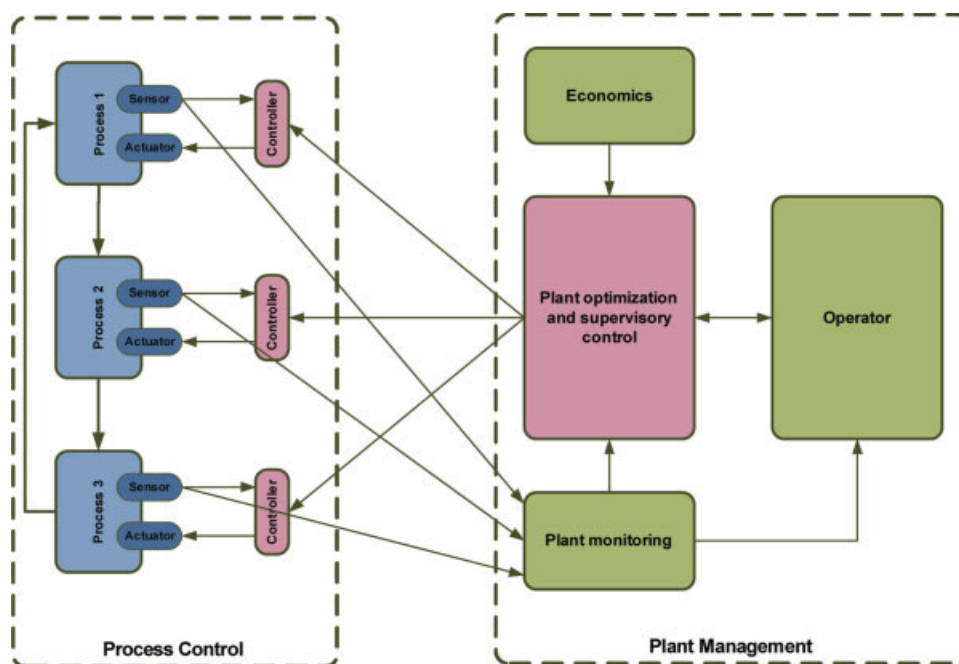 Process 1
Sensor
Actuator
Controller
Process 2
Sensor
Actuator
Controller
Process 3
Sensor
Actuator
Controller
Process Control
Economics
Plant optimization
and supervisory
control
Operator
Plant monitoring
Plant Management